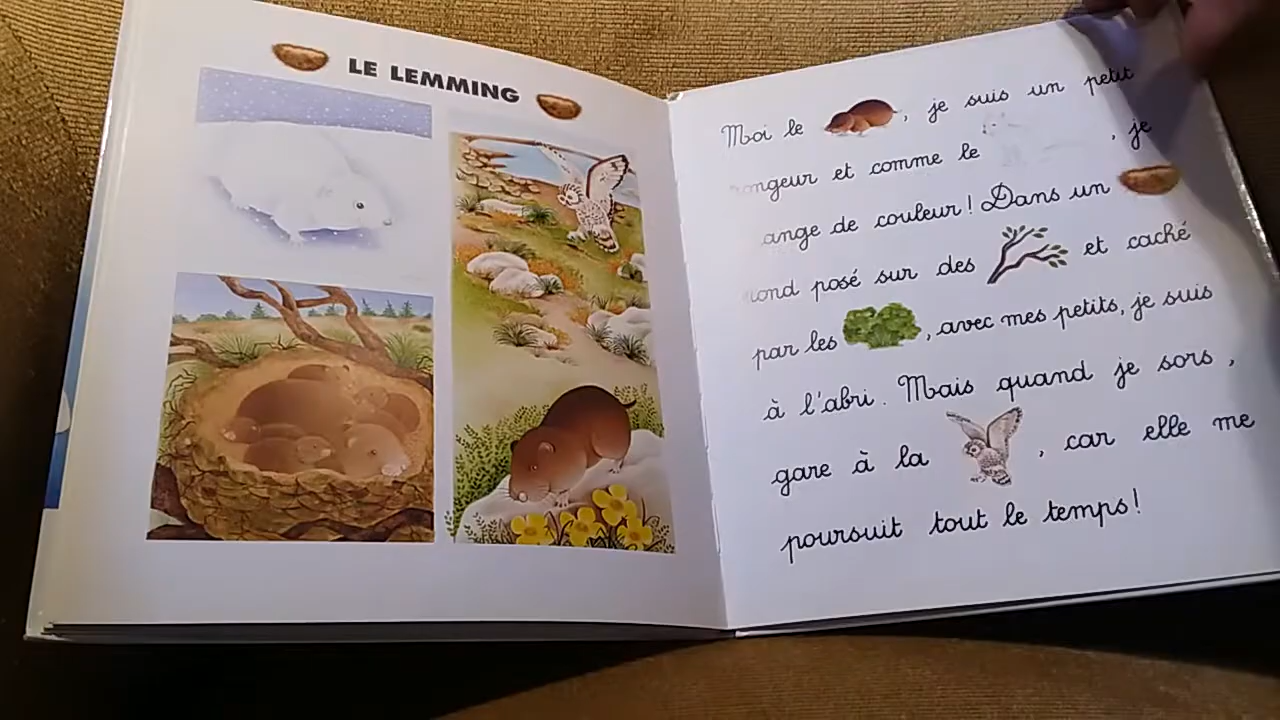 LE LEMMING
Moi le , je suis un petit
rongeur et comme le , je
ange de couleur ! Dans un
ond posé sur des et caché
par les , avec mes petits, je suis
à l'abri. Mais quand je sors,
gare à la , car elle me
poursuit tout le temps !